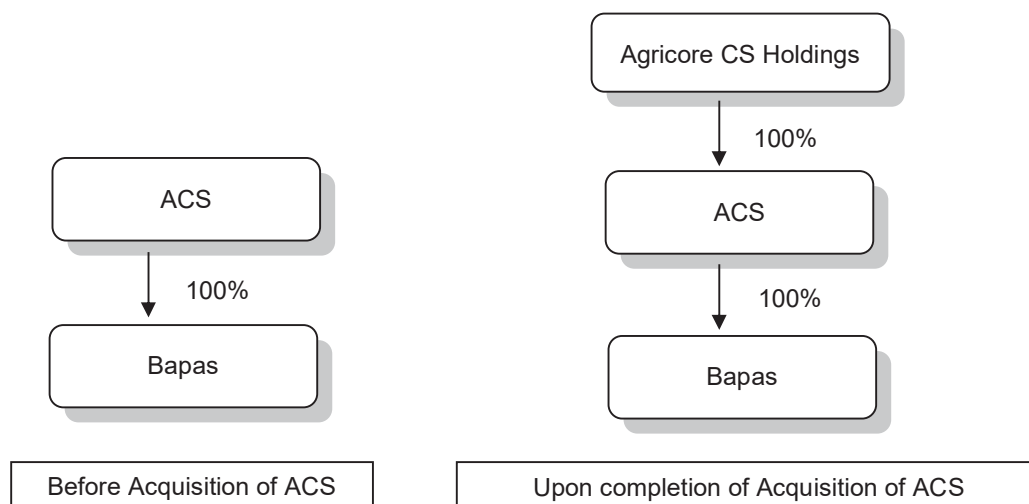 ACS
100%
Bapas
Before Acquisition of ACS
Agricore CS Holdings
100%
ACS
100%
Bapas
Upon completion of Acquisition of ACS